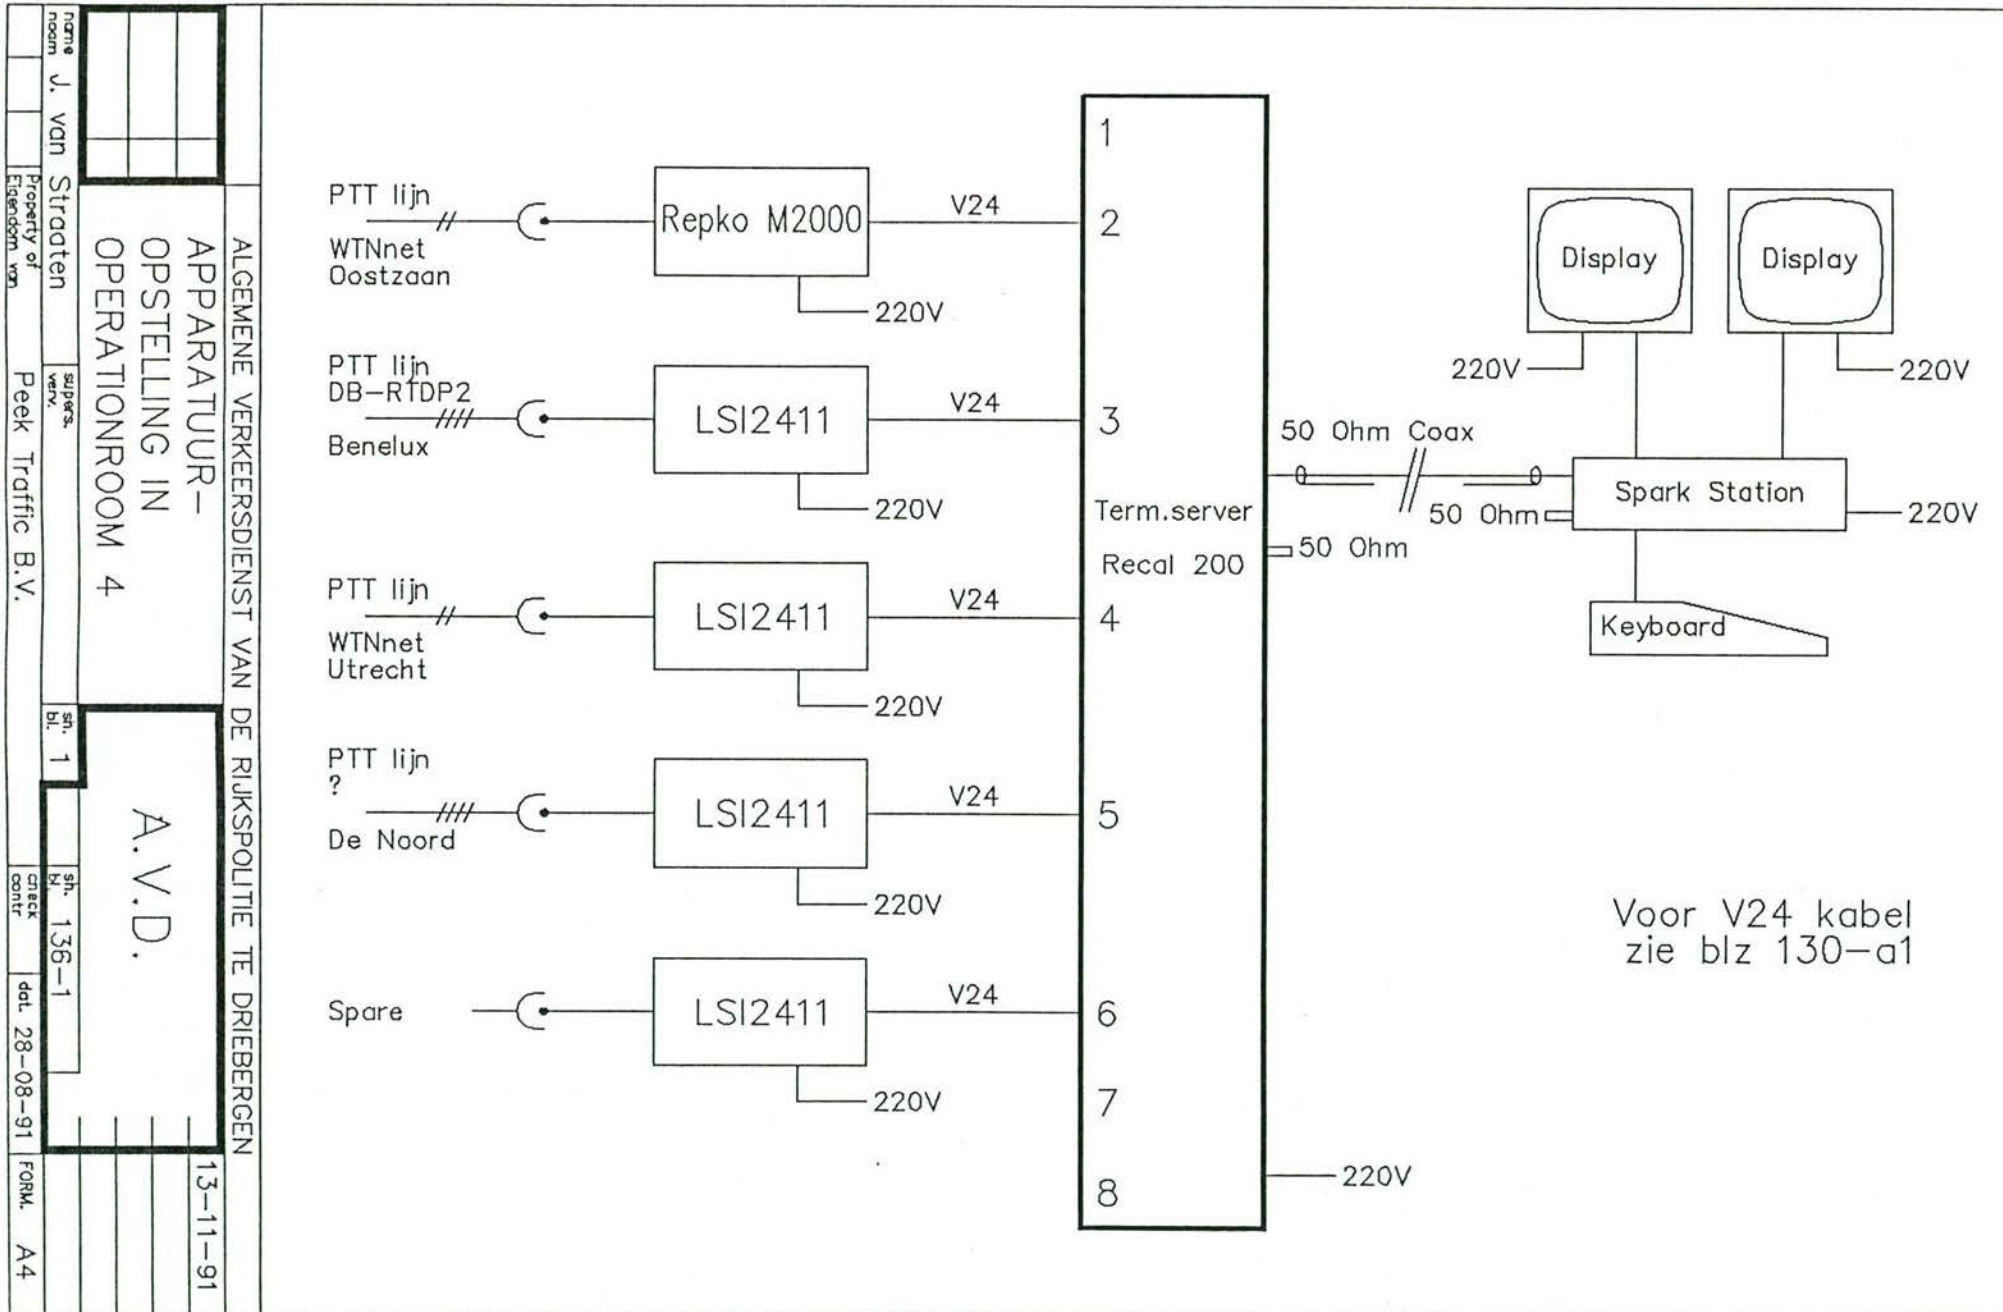 1
PTT lijn
WTNnet
Oostzaan
Repko M2000
V24
2
220V
PTT lijn
DB-RTDP2
Benelux
LSI2411
V24
3
220V
PTT lijn
WTNnet
Utrecht
LSI2411
V24
4
220V
PTT lijn
?
De Noord
LSI2411
V24
5
220V
Spare
LSI2411
V24
6
220V
7
8
220V
Term.server
Recal 200
50 Ohm
50 Ohm Coax
50 Ohm
Display
Display
220V
220V
Spark Station
220V
Keyboard
Voor V24 kabel
zie blz 130-a1
ALGEMENE VERKEERSDIENST VAN DE RIJKSPOLITIE TE DRIEBERGEN
APPARATUUR-
OPSTELLING IN
OPERATIONROOM 4
A.V.D.
13-11-91
name
naam
J. van Straaten
supers.
verv.
sh.
bl.
1
sh.
bl.
136-1
Property of
Eigendom van
Peek Traffic B.V.
check
contr
dat. 28-08-91
FORM. A4